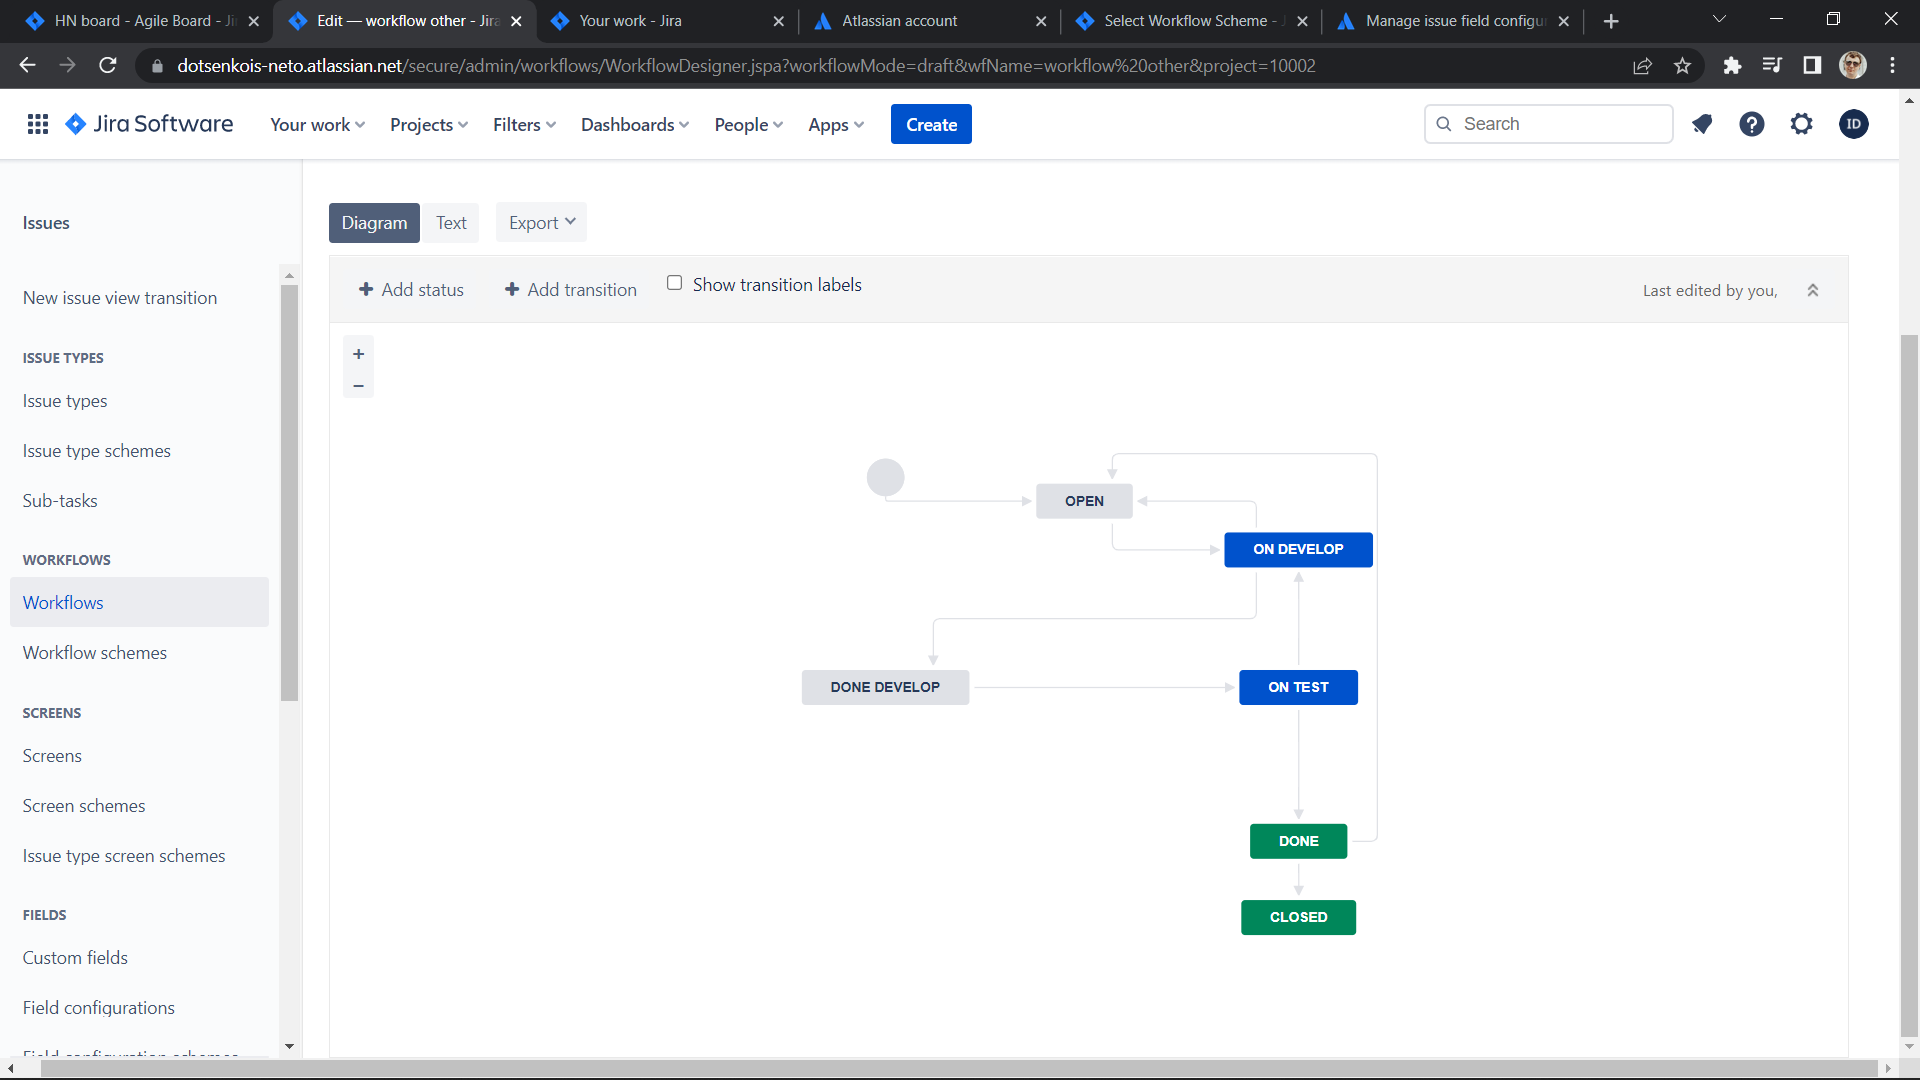 HN board - Agile Board - Ji
Edit — workflow other - Jira
Your work - Jira
Atlassian account
Select Workflow Scheme - J
Manage issue field configu
dotsenkois-neto.atlassian.net/secure/admin/workflows/WorkflowDesigner.jspa?workflowMode=draft&wfName=workflow%20other&project=10002
Jira Software
Your work
Projects
Filters
Dashboards
People
Apps
Create
Search
ID
Issues
New issue view transition
ISSUE TYPES
Issue types
Issue type schemes
Sub-tasks
WORKFLOWS
Workflows
Workflow schemes
SCREENS
Screens
Screen schemes
Issue type screen schemes
FIELDS
Custom fields
Field configurations
Field configuration schemes
Diagram
Text
Export
+ Add status
+ Add transition
Show transition labels
Last edited by you,
+
−
OPEN
ON DEVELOP
DONE DEVELOP
ON TEST
DONE
CLOSED